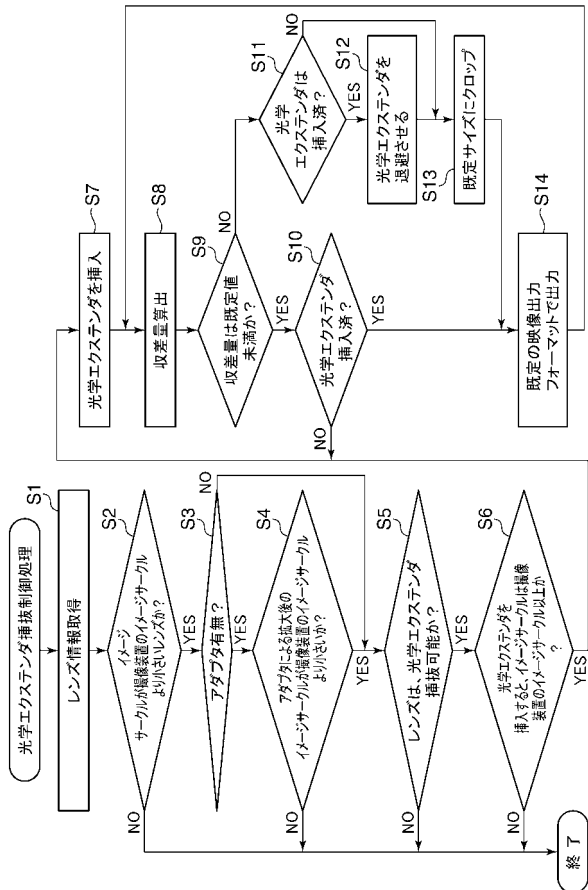 光学エクステンダ挿抜制御処理
S1
レンズ情報取得
S2
イメージ
サークルが撮像装置のイメージサークル
より小さいレンズか?
NO
YES
S3
アダプタ有無?
NO
YES
S4
アダプタによる拡大後の
イメージサークルが撮像装置のイメージサークル
より小さいか?
NO
YES
S5
レンズは、光学エクステンダ
挿抜可能か?
NO
YES
S6
光学エクステンダを
挿入すると、イメージサークルは撮像
装置のイメージサークル以上か
?
NO
YES
終了
S7
光学エクステンダを挿入
S8
収差量算出
S9
収差量は既定値
未満か?
NO
YES
S10
光学エクステンダ
挿入済?
NO
YES
S11
光学
エクステンダは
挿入済?
NO
YES
S12
光学エクステンダを
退避させる
S13
既定サイズにクロップ
S14
既定の映像出力
フォーマットで出力